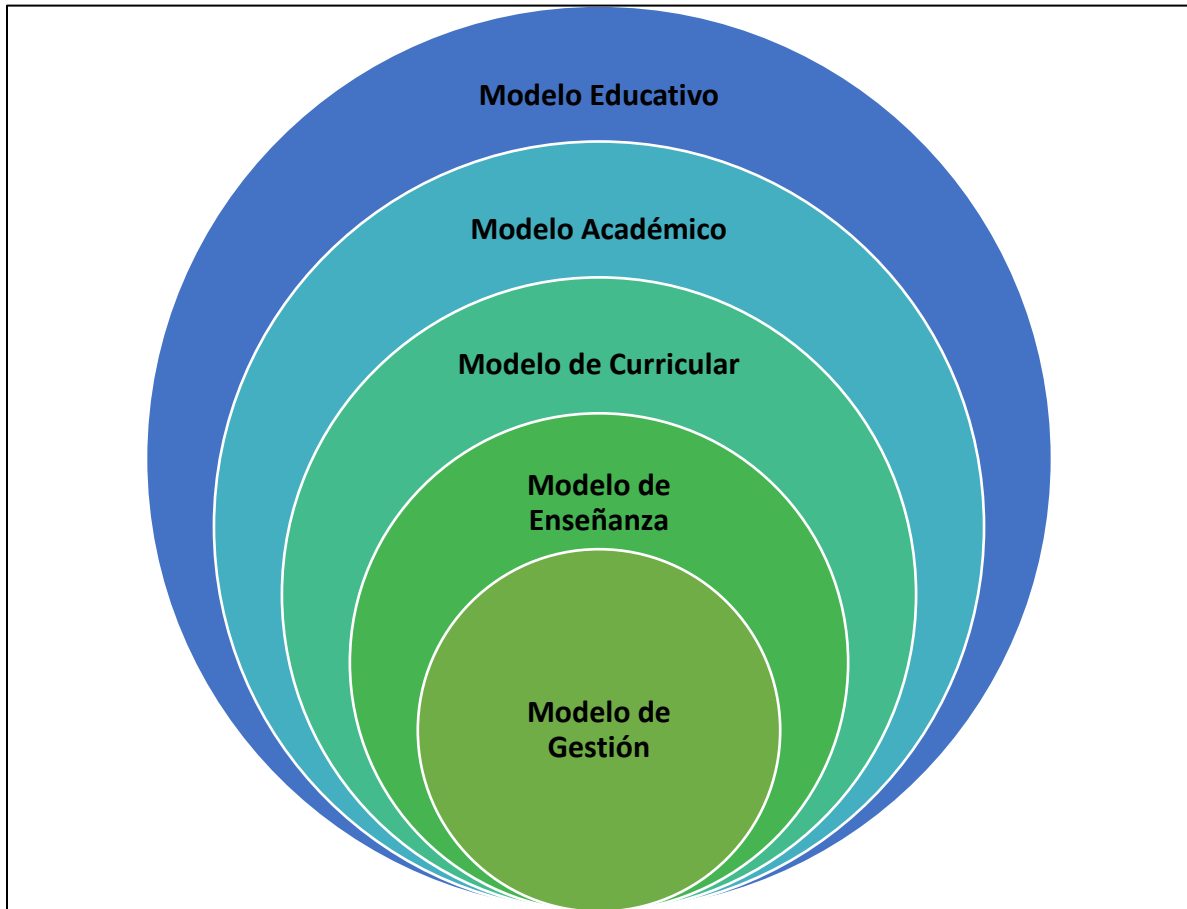 Modelo Educativo
Modelo Académico
Modelo de Curricular
Modelo de
Enseñanza
Modelo de
Gestión